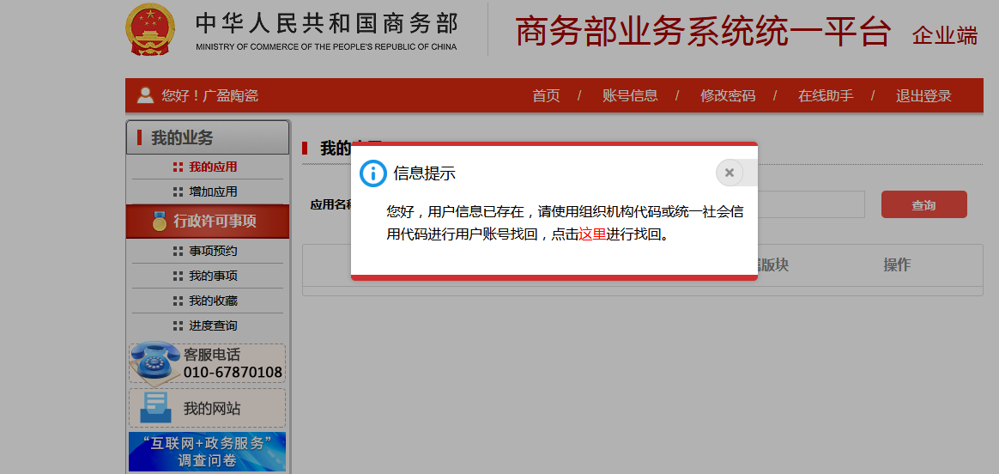 中华人民共和国商务部
MINISTRY OF COMMERCE OF THE PEOPLE'S REPUBLIC OF CHINA
商务部业务系统统一平台 企业端
您好！广盈陶瓷
首页 / 账号信息 / 修改密码 / 在线助手 / 退出登录
我的业务
我的应用
增加应用
行政许可事项
事项预约
我的事项
我的收藏
进度查询
客服电话
010-67870108
我的网站
“互联网+政务服务”
调查问卷
我的
应用名称
查询
版块
操作
信息提示
您好，用户信息已存在，请使用组织机构代码或统一社会信
用代码进行用户账号找回，点击这里进行找回。